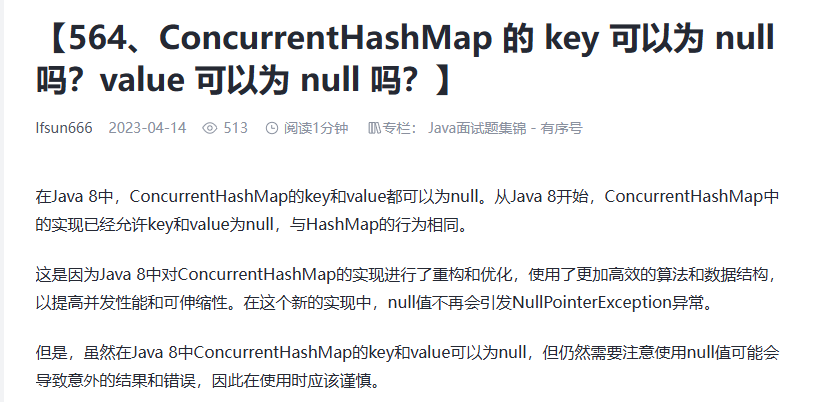 【564、ConcurrentHashMap 的 key 可以为 null
吗？value 可以为 null 吗？】
lfsun666 2023-04-14 513 阅读1分钟 专栏： Java面试题集锦 - 有序号
在Java 8中，ConcurrentHashMap的key和value都可以为null。从Java 8开始，ConcurrentHashMap中
的实现已经允许key和value为null，与HashMap的行为相同。
这是因为Java 8中对ConcurrentHashMap的实现进行了重构和优化，使用了更加高效的算法和数据结构，
以提高并发性能和可伸缩性。在这个新的实现中，null值不再会引发NullPointerException异常。
但是，虽然在Java 8中ConcurrentHashMap的key和value可以为null，但仍然需要注意使用null值可能会
导致意外的结果和错误，因此在使用时应该谨慎。